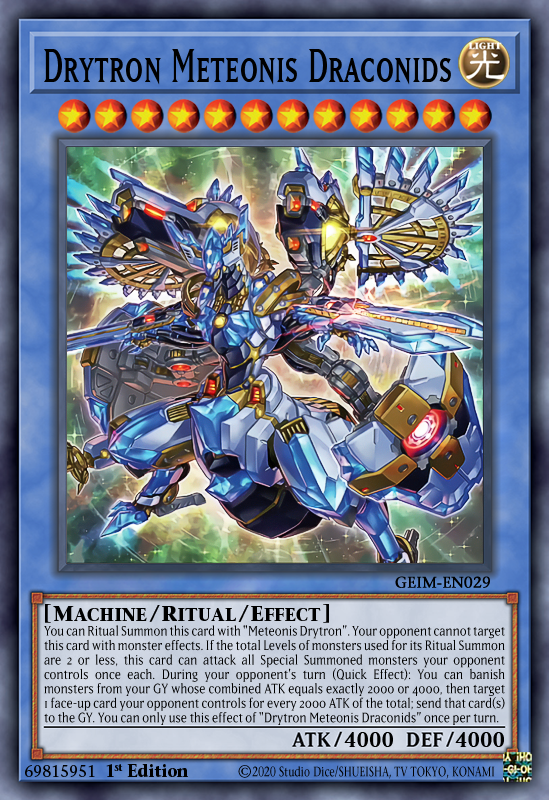 DRYTRON METEONIS DRACONIDS
LIGHT
光
GEIM-EN029
[MACHINE/RITUAL/EFFECT]
You can Ritual Summon this card with "Meteonis Drytron". Your opponent cannot target
this card with monster effects. If the total Levels of monsters used for its Ritual Summon
are 2 or less, this card can attack all Special Summoned monsters your opponent
controls once each. During your opponent's turn (Quick Effect): You can banish
monsters from your GY whose combined ATK equals exactly 2000 or 4000, then target
1 face-up card your opponent controls for every 2000 ATK of the total; send that card(s)
to the GY. You can only use this effect of "Drytron Meteonis Draconids" once per turn.
ATK/4000 DEF/4000
69815951 1st Edition ©2020 Studio Dice/SHUEISHA, TV TOKYO, KONAMI